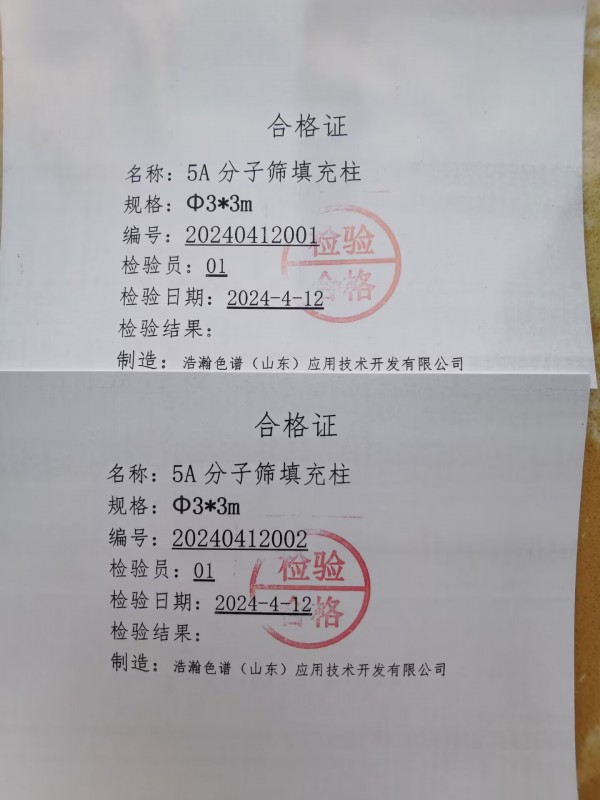 合格证
名称：5A 分子筛填充柱
规格：Φ3*3m
编号：20240412001
检验员：01
检验日期：2024-4-12
检验结果：
制造：浩瀚色谱（山东）应用技术开发有限公司
检验
合格
合格证
名称：5A 分子筛填充柱
规格：Φ3*3m
编号：20240412002
检验员：01
检验日期：2024-4-12
检验结果：
制造：浩瀚色谱（山东）应用技术开发有限公司
检验
合格